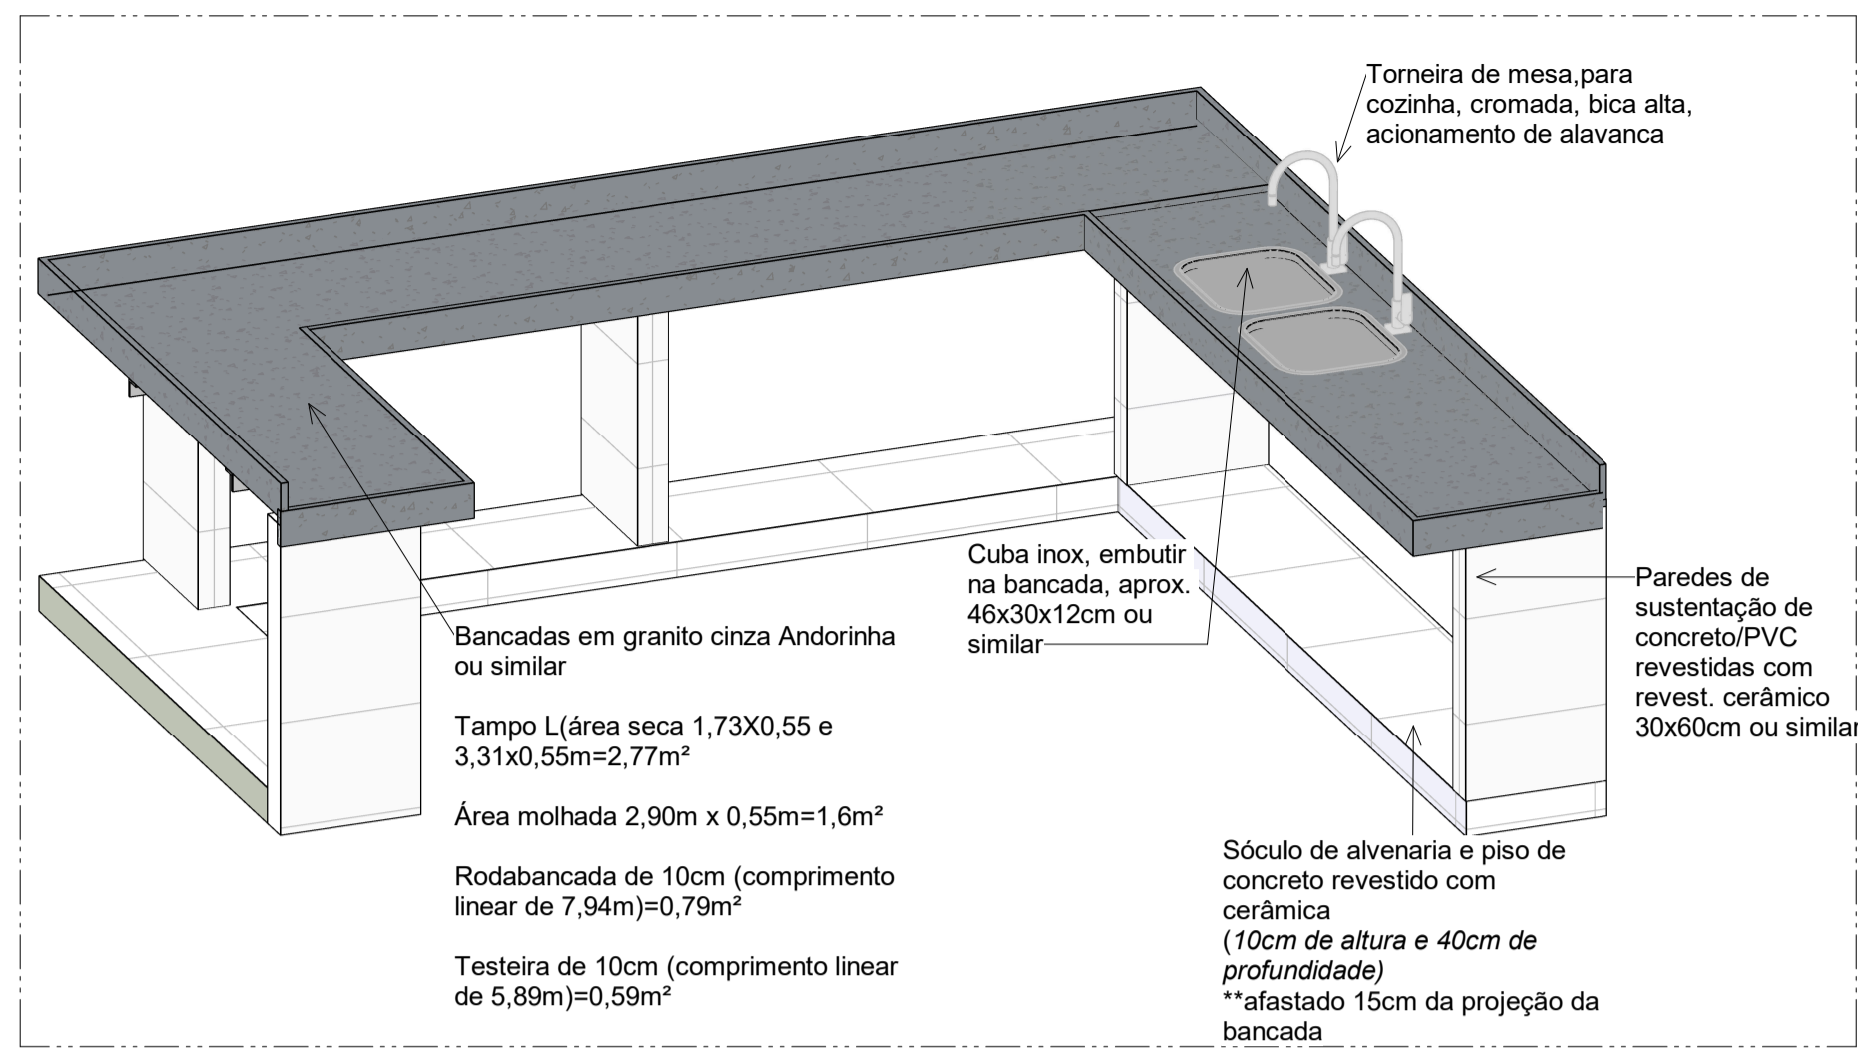 Torneira de mesa,para
cozinha, cromada, bica alta,
acionamento de alavanca
Cuba inox, embutir
na bancada, aprox.
46x30x12cm ou
similar
Paredes de
sustentação de
concreto/PVC
revestidas com
revest. cerâmico
30x60cm ou similar
Bancadas em granito cinza Andorinha
ou similar
Tampo L(área seca 1,73X0,55 e
3,31x0,55m=2,77m²
Área molhada 2,90m x 0,55m=1,6m²
Rodabancada de 10cm (comprimento
linear de 7,94m)=0,79m²
Testeira de 10cm (comprimento linear
de 5,89m)=0,59m²
Sóculo de alvenaria e piso de
concreto revestido com
cerâmica
(10cm de altura e 40cm de
profundidade)
**afastado 15cm da projeção da
bancada